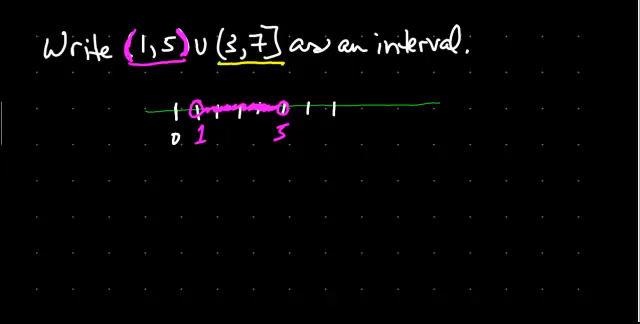 Write (1,5) ∪ (3,7] as an interval.
0 1 5